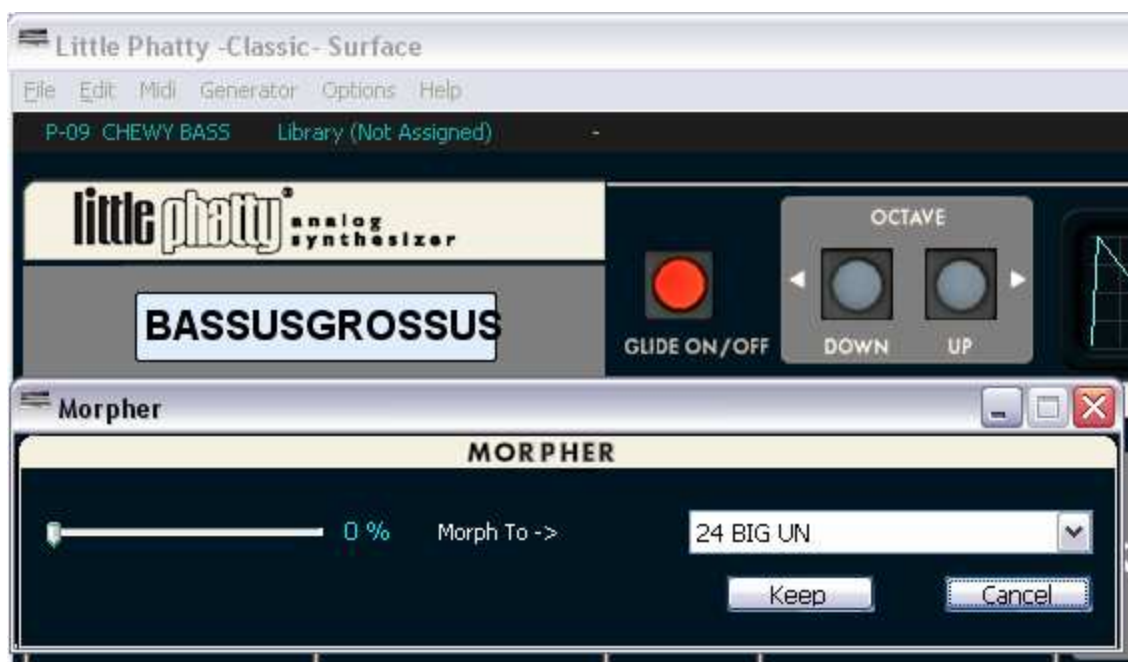 Little Phatty -Classic- Surface
File Edit Midi Generator Options Help
P-09 CHEWY BASS Library (Not Assigned) -
little phatty® analog synthesizer
OCTAVE
BASSUSGROSSUS
GLIDE ON/OFF DOWN UP
Morpher
MORPHER
0 % Morph To -> 24 BIG UN
Keep Cancel